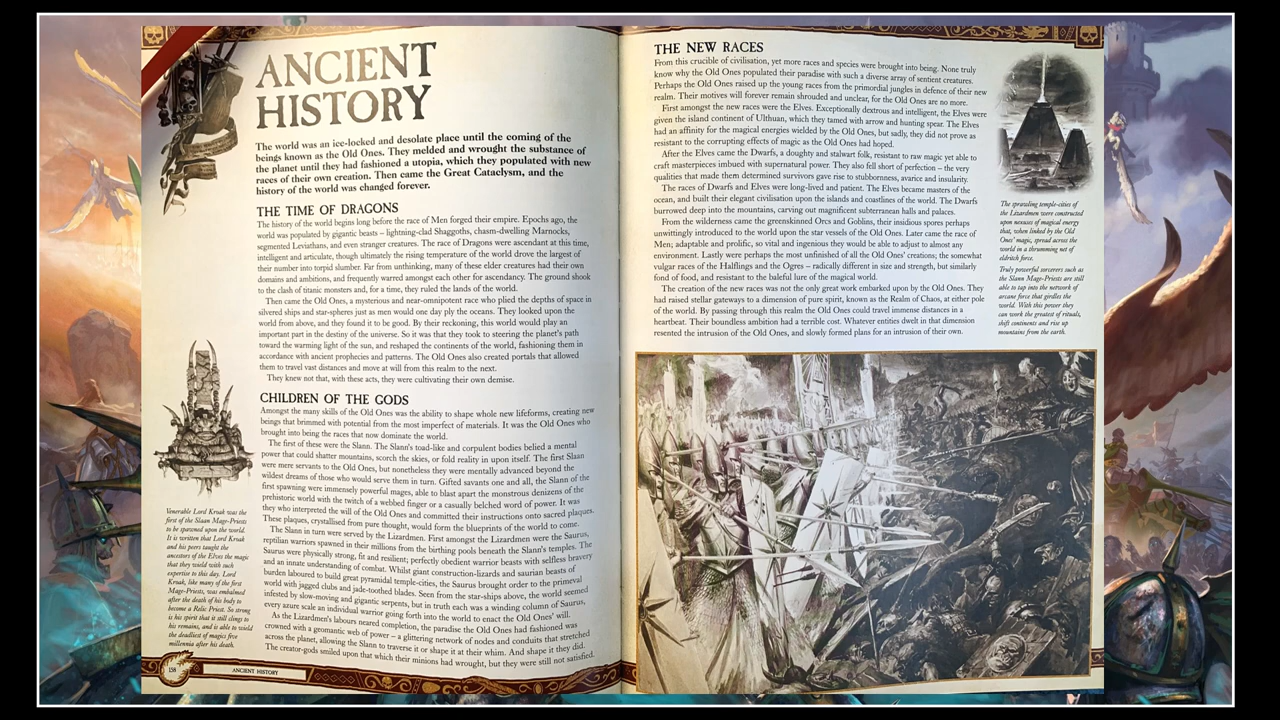 ANCIENT
HISTORY
The world was an ice-locked and desolate place until the coming of the
beings known as the Old Ones. They melded and wrought the substance of
the planet until they had fashioned a utopia, which they populated with new
races of their own creation. Then came the Great Cataclysm, and the
history of the world was changed forever.
THE TIME OF DRAGONS
The history of the world begins long before the race of Men forged their empire. Epochs ago, the
world was populated by gigantic beasts – lightning-clad Shaggoths, chasm-dwelling Marnocks,
segmented Leviathans, and even stranger creatures. The race of Dragons were ascendant at this time,
intelligent and articulate, though ultimately the rising temperature of the world drove the largest of
their number into torpid slumber. Far from unthinking, many of these elder creatures had their own
domains and ambitions, and frequently warred amongst each other for ascendancy. The ground shook
to the clash of titanic monsters and, for a time, they ruled the lands of the world.
Then came the Old Ones, a mysterious and near-omnipotent race who plied the depths of space in
silvered ships and star-spheres just as men would one day ply the oceans. They looked upon the
world from above, and they found it to be good. By their reckoning, this world would play an
important part in the destiny of the universe. So it was that they took to steering the planet's path
toward the warming light of the sun, and reshaped the continents of the world, fashioning them in
accordance with ancient prophecies and patterns. The Old Ones also created portals that allowed
them to travel vast distances and move at will from this realm to the next.
They knew not that, with these acts, they were cultivating their own demise.
CHILDREN OF THE GODS
Amongst the many skills of the Old Ones was the ability to shape whole new lifeforms, creating new
beings that brimmed with potential from the most imperfect of materials. It was the Old Ones who
brought into being the races that now dominate the world.
The first of these were the Slann. The Slann's toad-like and corpulent bodies belied a mental
power that could shatter mountains, scorch the skies, or fold reality in upon itself. The first Slaan
were mere servants to the Old Ones, but nonetheless they were mentally advanced beyond the
wildest dreams of those who would serve them in turn. Gifted savants one and all, the Slann of the
first spawning were immensely powerful mages, able to blast apart the monstrous denizens of the
prehistoric world with the twitch of a webbed finger or a casually belched word of power. It was
they who interpreted the will of the Old Ones and committed their instructions onto sacred plaques.
These plaques, crystallised from pure thought, would form the blueprints of the world to come.
The Slann in turn were served by the Lizardmen. First amongst the Lizardmen were the Saurus,
reptilian warriors spawned in their millions from the birthing pools beneath the Slann's temples. The
Saurus were physically strong, fit and resilient; perfectly obedient warrior beasts with selfless bravery
and an innate understanding of combat. Whilst giant construction-lizards and saurian beasts of
burden laboured to build great pyramidal temple-cities, the Saurus brought order to the primeval
world with jagged clubs and jade-toothed blades. Seen from the star-ships above, the world seemed
infested by slow-moving and gigantic serpents, but in truth each was a winding column of Saurus,
every azure scale an individual warrior going forth into the world to enact the Old Ones' will.
As the Lizardmen's labours neared completion, the paradise the Old Ones had fashioned was
crowned with a geomantic web of power – a glittering network of nodes and conduits that stretched
across the planet, allowing the Slann to traverse it or shape it at their whim. And shape it they did.
The creator-gods smiled upon that which their minions had wrought, but they were still not satisfied.
Venerable Lord Kroak was the
first of the Slaan Mage-Priests
to be spawned upon the world.
It is written that Lord Kroak
and his peers taught the
ancestors of the Elves the magic
that they wield with such
expertise to this day. Lord
Kroak, like many of the first
Mage-Priests, was embalmed
after the death of his body to
become a Relic Priest. So strong
is his spirit that it still clings to
his remains, and is able to wield
the deadliest of magics five
millennia after his death.
158
ANCIENT HISTORY
THE NEW RACES
From this crucible of civilisation, yet more races and species were brought into being. None truly
know why the Old Ones populated their paradise with such a diverse array of sentient creatures.
Perhaps the Old Ones raised up the young races from the primordial jungles in defence of their new
realm. Their motives will forever remain shrouded and unclear, for the Old Ones are no more.
First amongst the new races were the Elves. Exceptionally dextrous and intelligent, the Elves were
given the island continent of Ulthuan, which they tamed with arrow and hunting spear. The Elves
had an affinity for the magical energies wielded by the Old Ones, but sadly, they did not prove as
resistant to the corrupting effects of magic as the Old Ones had hoped.
After the Elves came the Dwarfs, a doughty and stalwart folk, resistant to raw magic yet able to
craft masterpieces imbued with supernatural power. They also fell short of perfection – the very
qualities that made them determined survivors gave rise to stubbornness, avarice and insularity.
The races of Dwarfs and Elves were long-lived and patient. The Elves became masters of the
ocean, and built their elegant civilisation upon the islands and coastlines of the world. The Dwarfs
burrowed deep into the mountains, carving out magnificent subterranean halls and palaces.
From the wilderness came the greenskinned Orcs and Goblins, their insidious spores perhaps
unwittingly introduced to the world upon the star vessels of the Old Ones. Later came the race of
Men; adaptable and prolific, so vital and ingenious they would be able to adjust to almost any
environment. Lastly were perhaps the most unfinished of all the Old Ones' creations; the somewhat
vulgar races of the Halflings and the Ogres – radically different in size and strength, but similarly
fond of food, and resistant to the baleful lure of the magical world.
The creation of the new races was not the only great work embarked upon by the Old Ones. They
had raised stellar gateways to a dimension of pure spirit, known as the Realm of Chaos, at either pole
of the world. By passing through this realm the Old Ones could travel immense distances in a
heartbeat. Their boundless ambition had a terrible cost. Whatever entities dwelt in that dimension
resented the intrusion of the Old Ones, and slowly formed plans for an intrusion of their own.
The sprawling temple-cities of
the Lizardmen were constructed
upon nexuses of magical energy
that, when linked by the Old
Ones' magic, spread across the
world in a thrumming net of
eldritch force.
Truly powerful sorcerers such as
the Slann Mage-Priests are still
able to tap into the network of
arcane force that girdles the
world. With this power they
can work the greatest of rituals,
shift continents and rise up
mountains from the earth.